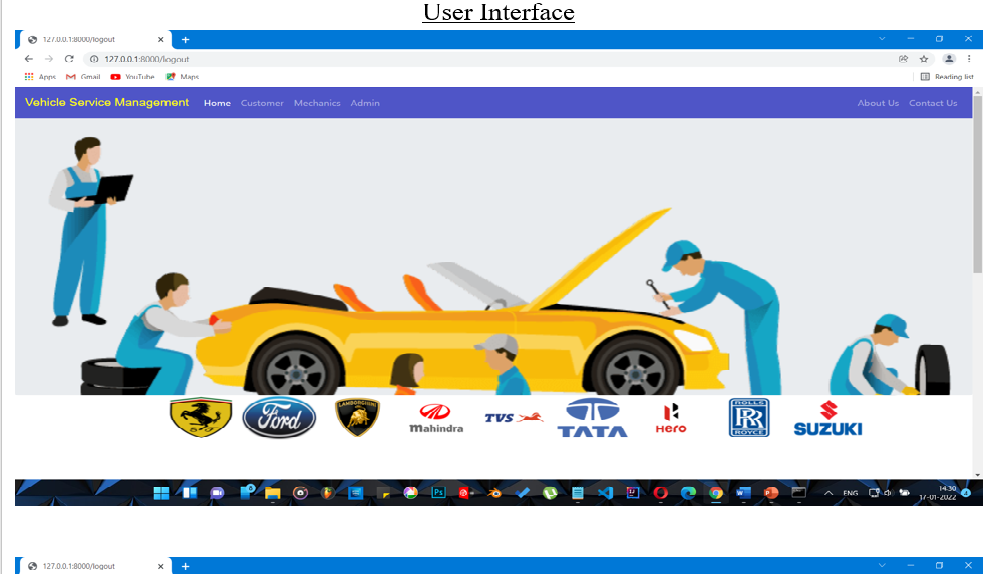 User Interface
127.0.0.1:8000/logout
127.0.0.1:8000/logout
Apps Gmail YouTube Maps Reading list
Vehicle Service Management Home Customer Mechanics Admin About Us Contact Us
Ford LAMBORGHINI mahindra TVS TATA Hero ROLLS RR ROYCE SUZUKI
Ps W P ENG 14:30
17-01-2022
127.0.0.1:8000/logout